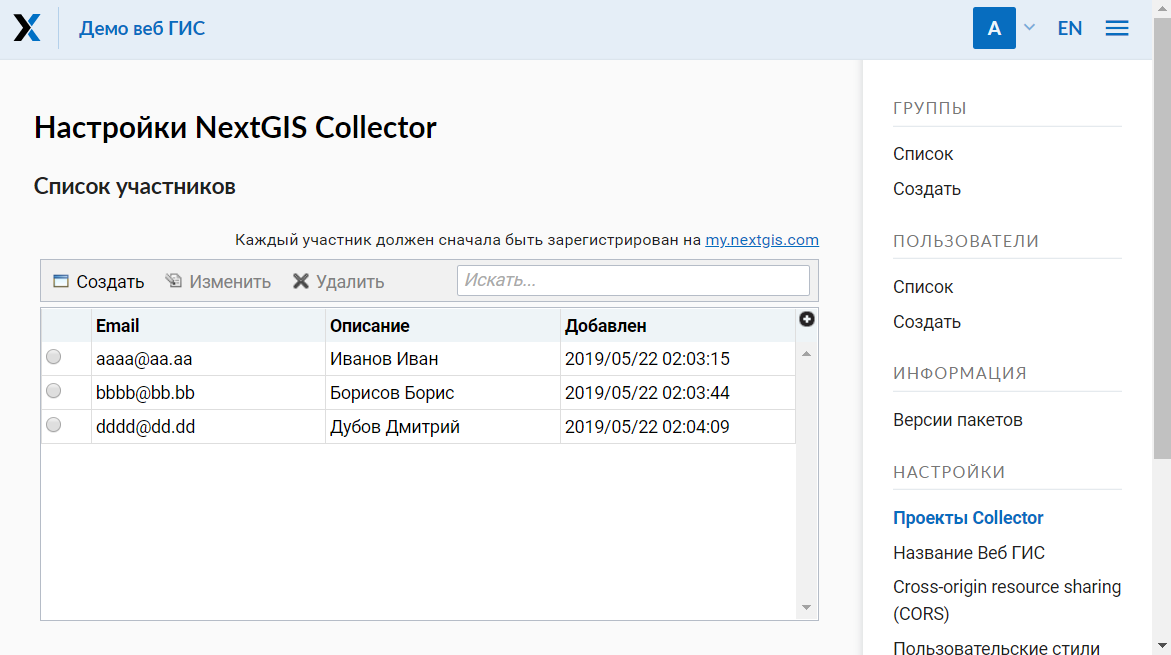 Демо веб ГИС
A
EN
Настройки NextGIS Collector
Список участников
Каждый участник должен сначала быть зарегистрирован на my.nextgis.com
Создать Изменить Удалить Искать...
Email Описание Добавлен
aaaa@aa.aa Иванов Иван 2019/05/22 02:03:15
bbbb@bb.bb Борисов Борис 2019/05/22 02:03:44
dddd@dd.dd Дубов Дмитрий 2019/05/22 02:04:09
ГРУППЫ
Список
Создать
ПОЛЬЗОВАТЕЛИ
Список
Создать
ИНФОРМАЦИЯ
Версии пакетов
НАСТРОЙКИ
Проекты Collector
Название Веб ГИС
Cross-origin resource sharing
(CORS)
Пользовательские стили